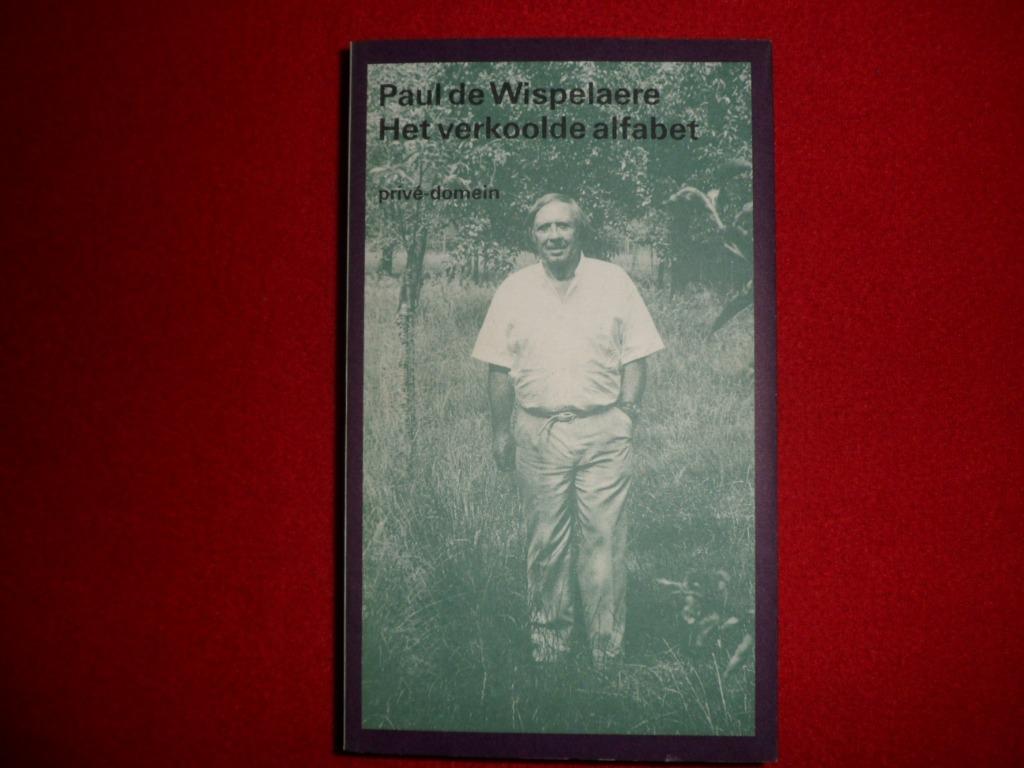 Paul de Wispelaere
Het verkoolde alfabet
privé-domein